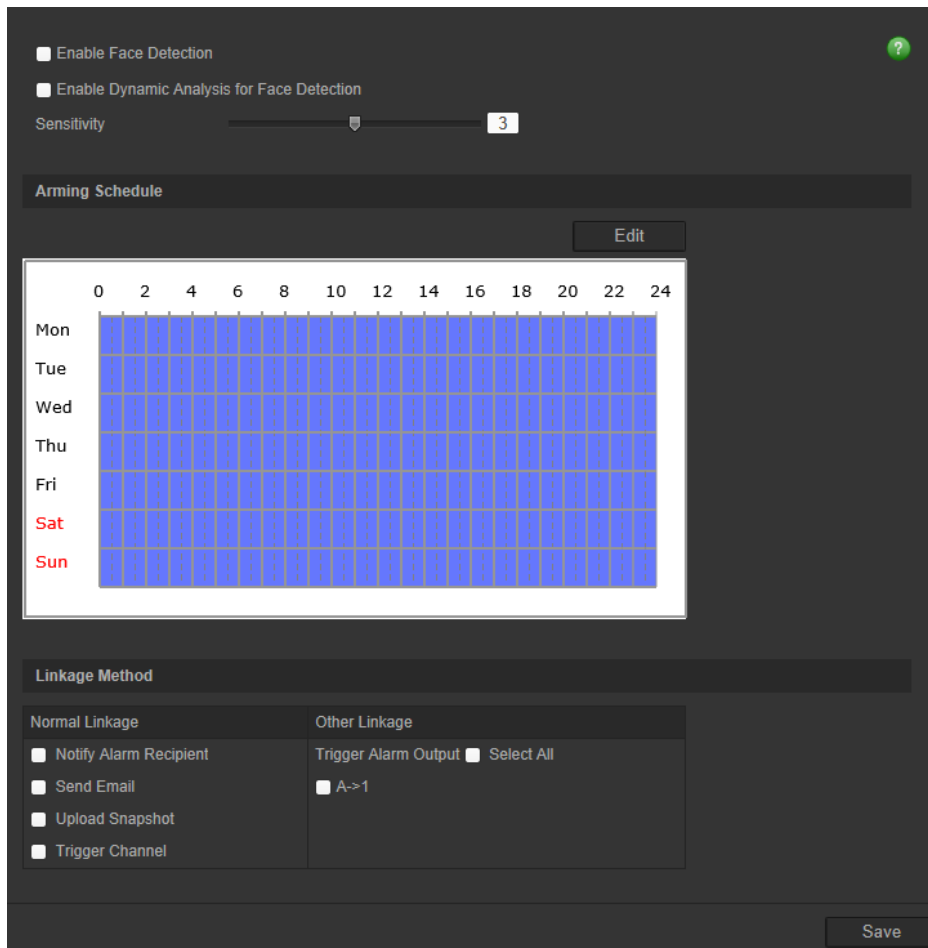 Enable Face Detection
?
Enable Dynamic Analysis for Face Detection
Sensitivity 3
Arming Schedule
Edit
0 2 4 6 8 10 12 14 16 18 20 22 24
Mon
Tue
Wed
Thu
Fri
Sat
Sun
Linkage Method
Normal Linkage Other Linkage
Notify Alarm Recipient Trigger Alarm Output Select All
Send Email A->1
Upload Snapshot
Trigger Channel
Save